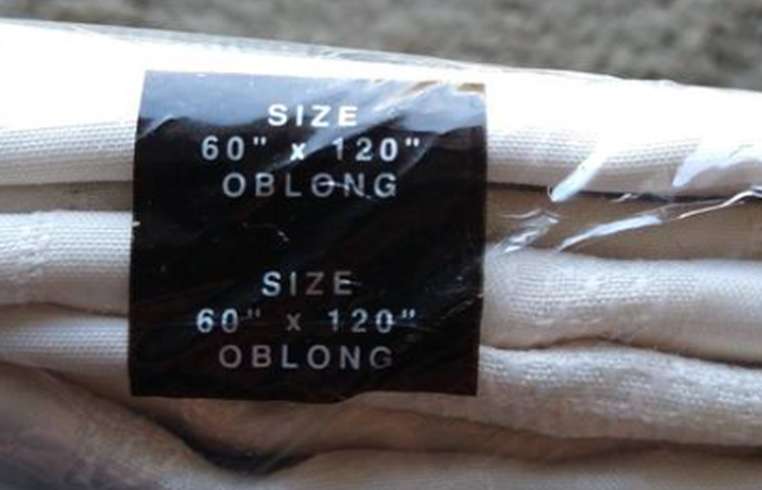 SIZE
60" x 120"
OBLONG
SIZE
60" x 120"
OBLONG